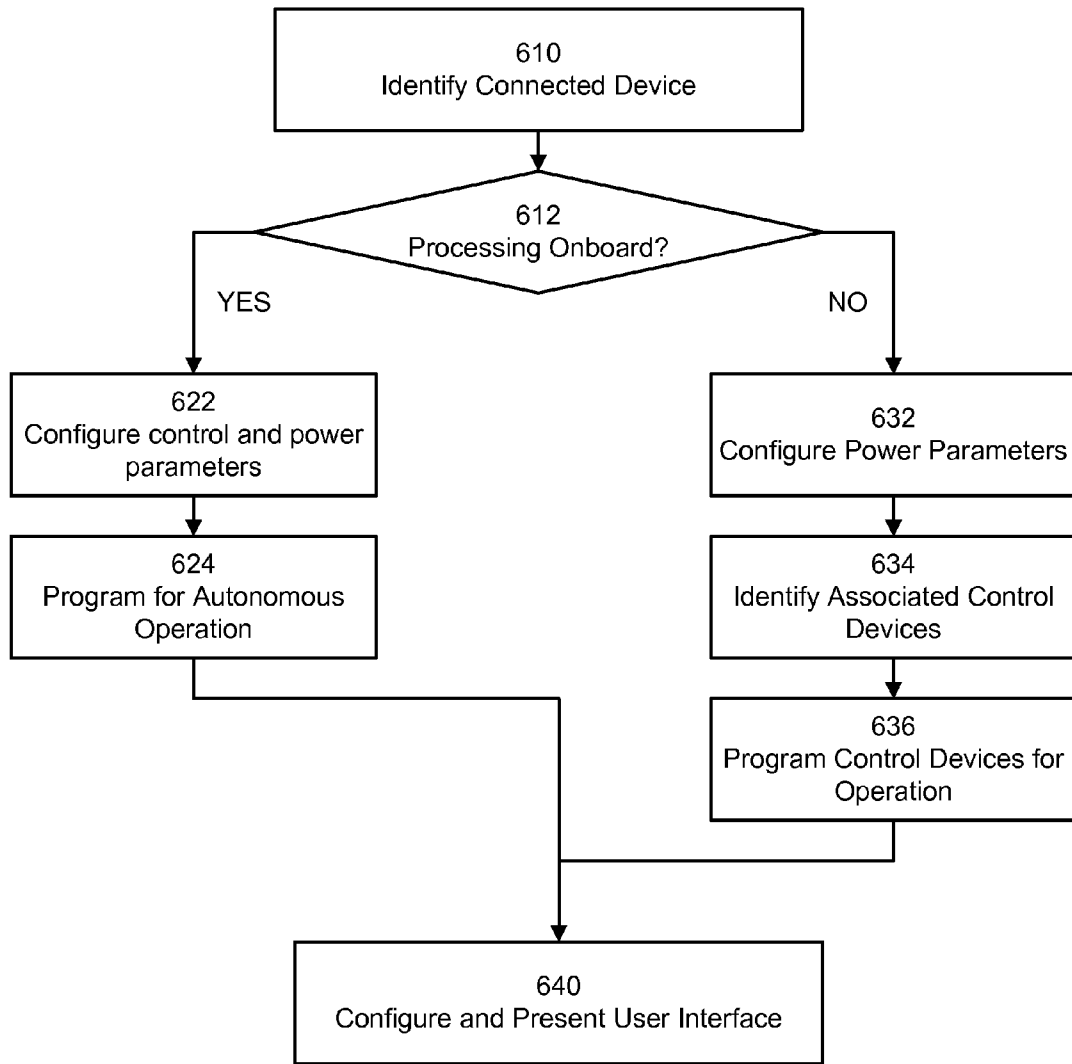 610
Identify Connected Device
612
Processing Onboard?
YES
NO
622
Configure control and power
parameters
632
Configure Power Parameters
624
Program for Autonomous
Operation
634
Identify Associated Control
Devices
636
Program Control Devices for
Operation
640
Configure and Present User Interface